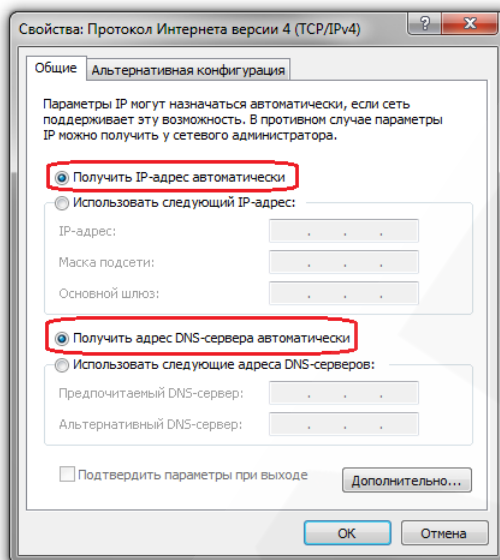 Свойства: Протокол Интернета версии 4 (TCP/IPv4)
Общие
Альтернативная конфигурация
Параметры IP могут назначаться автоматически, если сеть
поддерживает эту возможность. В противном случае параметры
IP можно получить у сетевого администратора.
Получить IP-адрес автоматически
Использовать следующий IP-адрес:
IP-адрес:
Маска подсети:
Основной шлюз:
Получить адрес DNS-сервера автоматически
Использовать следующие адреса DNS-серверов:
Предпочитаемый DNS-сервер:
Альтернативный DNS-сервер:
Подтвердить параметры при выходе
Дополнительно...
ОК
Отмена